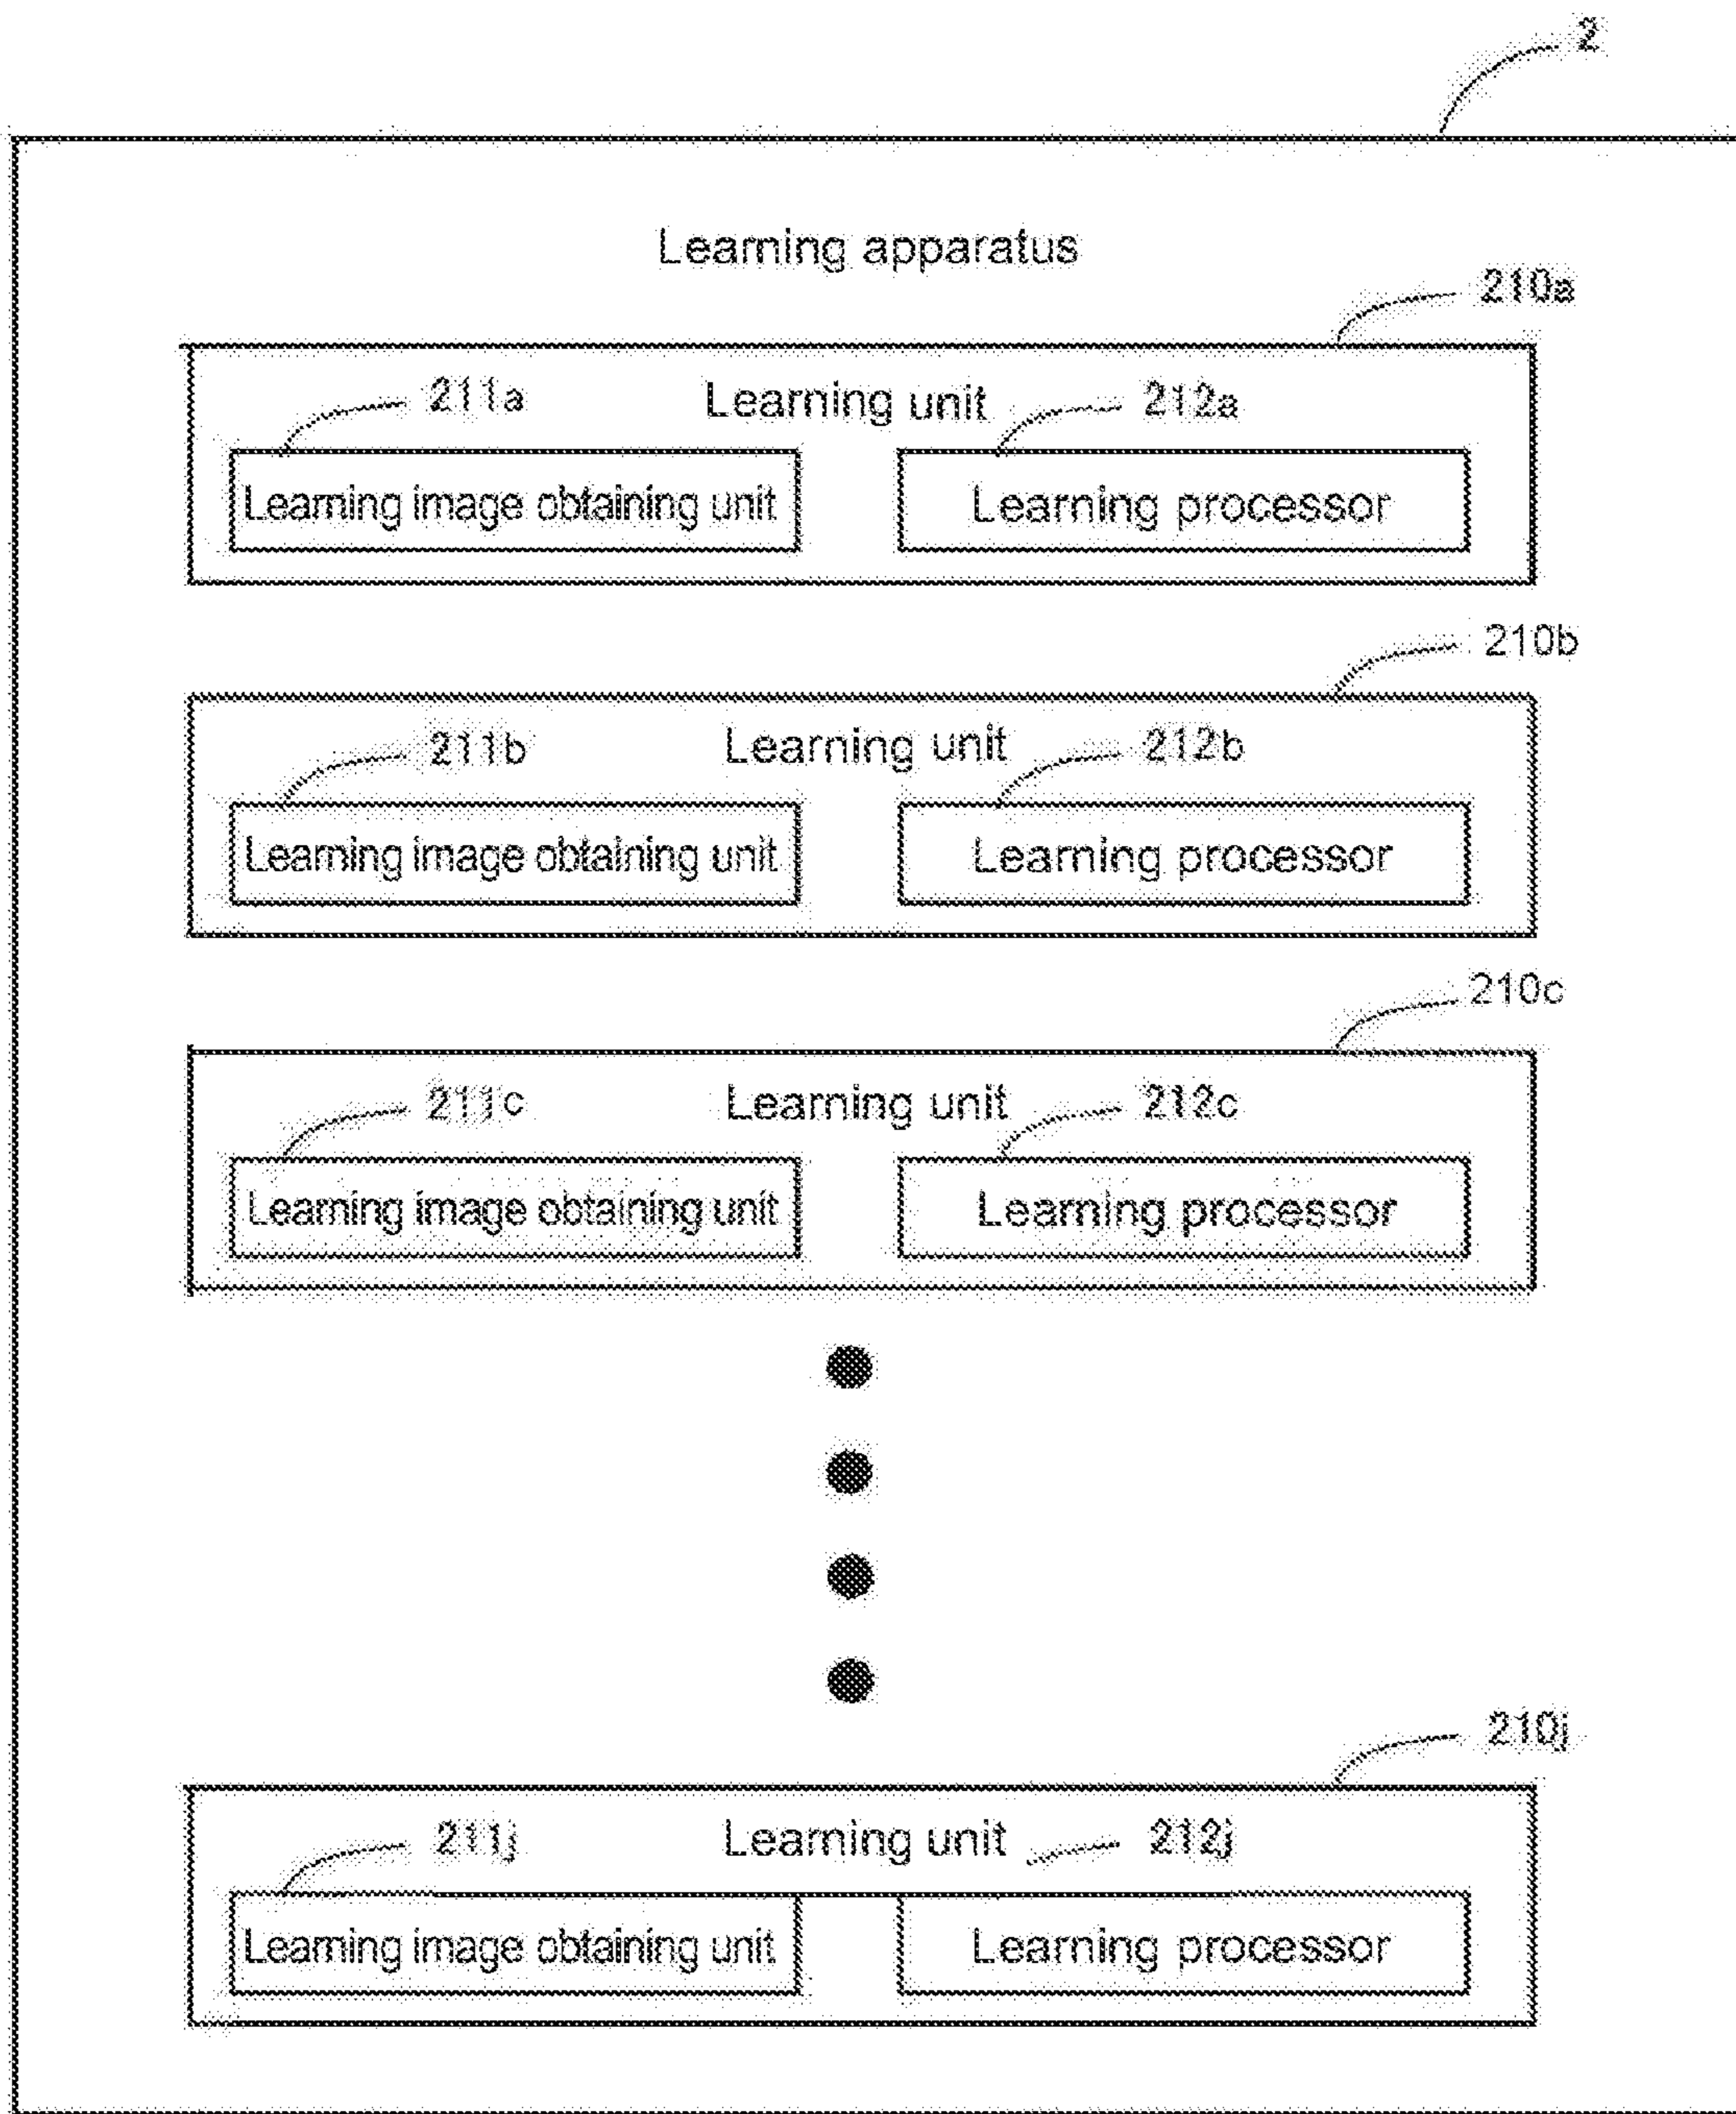 2
Learning apparatus
210a
211a Learning unit 212a
Learning image obtaining unit Learning processor
210b
211b Learning unit 212b
Learning image obtaining unit Learning processor
210c
211c Learning unit 212c
Learning image obtaining unit Learning processor
210j
211j Learning unit 212j
Learning image obtaining unit Learning processor